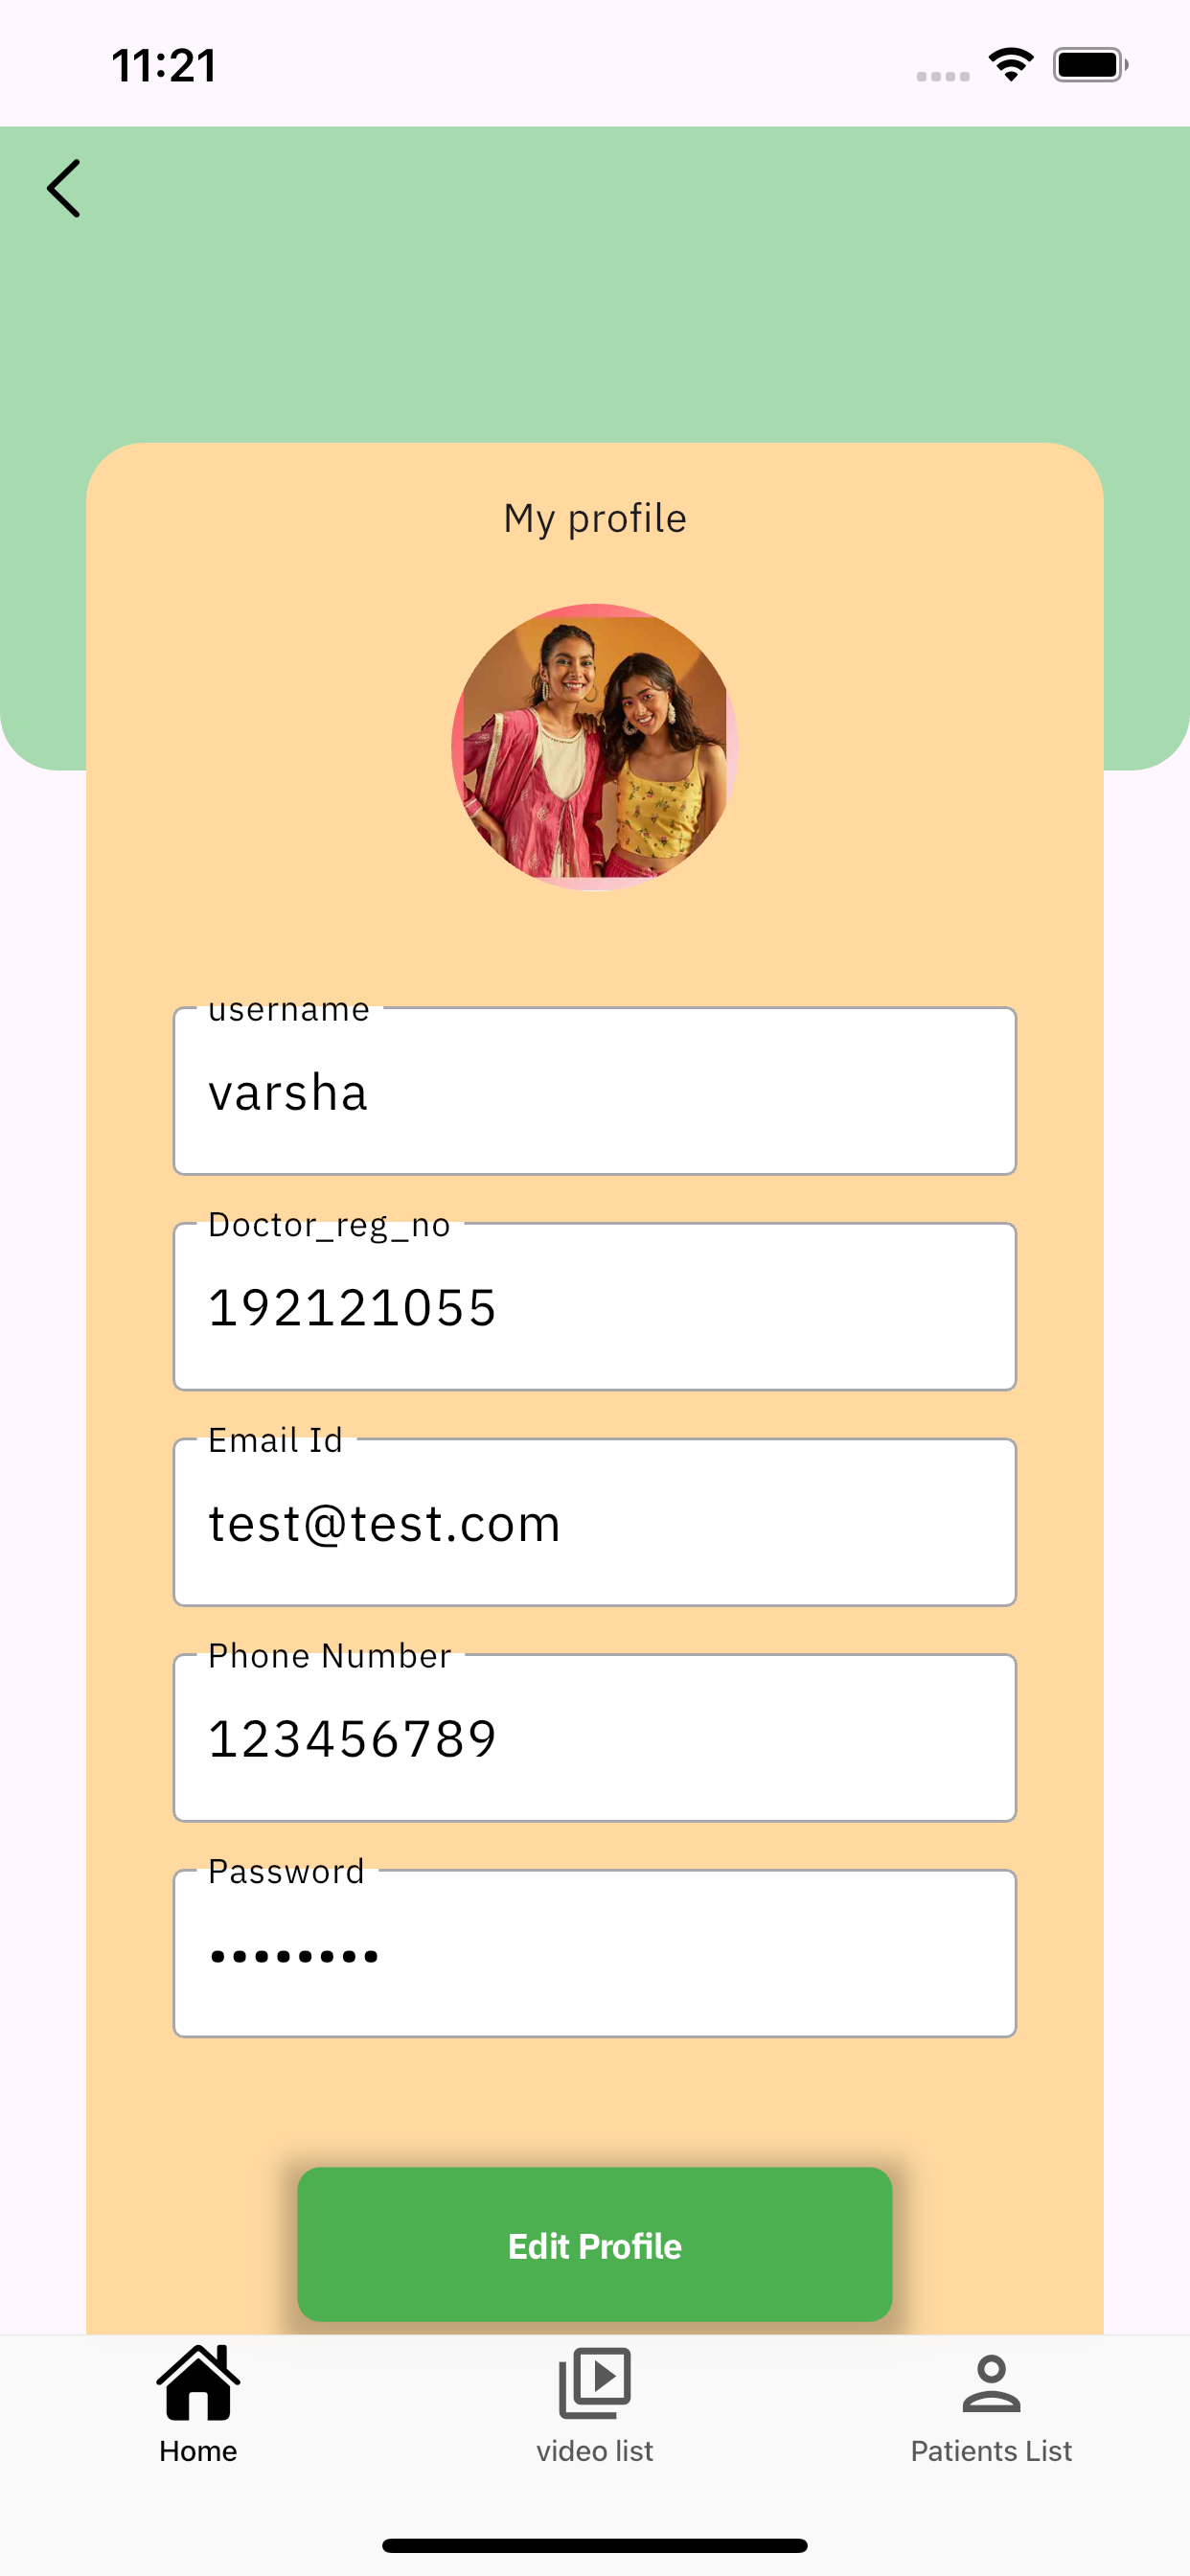 11:21
My profile
username
varsha
Doctor_reg_no
192121055
Email Id
test@test.com
Phone Number
123456789
Password
••••••••
Edit Profile
Home
video list
Patients List